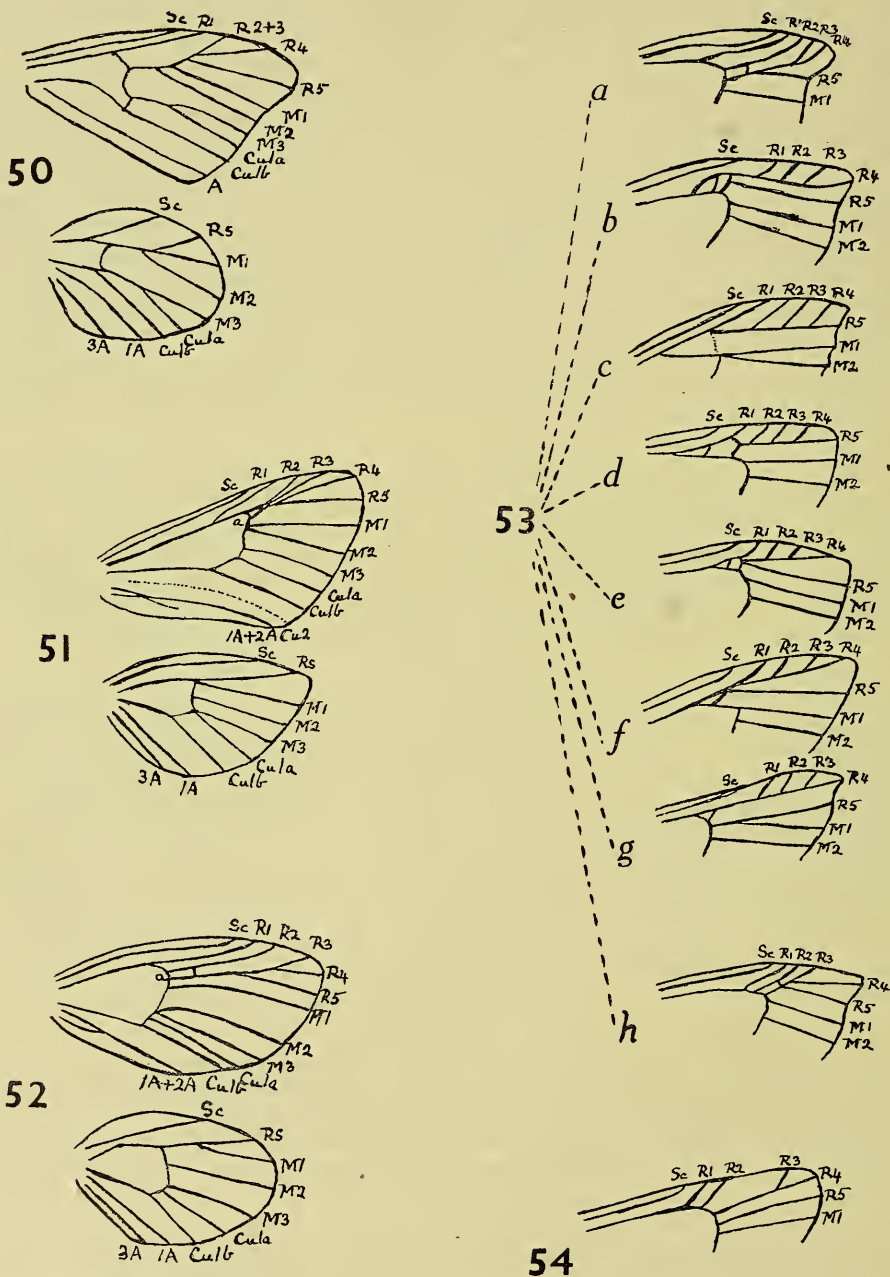 Sc R1 R2+3
R4
R5
M1
M2
M3
Cu1a
Cu1b
A
50
Sc
R5
M1
M2
M3
Cu1a
Cu1b
1A
3A
Sc R1 R2 R3 R4
a
R5
M1
M2
M3
Cu1a
Cu1b
1A+2A Cu2
51
Sc Rs
M1
M2
M3
Cu1a
Cu1b
1A
3A
Sc R1 R2 R3
a
R4
R5
M1
M2
M3
1A+2A Cu1b Cu1a
52
Sc
R5
M1
M2
M3
Cu1a
3A 1A Cu1b
53
a
Sc R1 R2 R3
R4
R5
M1
b
Sc R1 R2 R3
R4
R5
M1
M2
c
Sc R1 R2 R3 R4
R5
M1
M2
d
Sc R1 R2 R3 R4
R5
M1
M2
e
Sc R1 R2 R3 R4
R5
M1
M2
f
Sc R1 R2 R3 R4
R5
M1
M2
g
Sc R1 R2 R3
R4
R5
M1
M2
h
Sc R1 R2 R3
R4
R5
M1
M2
54
Sc R1 R2 R3
R4
R5
M1